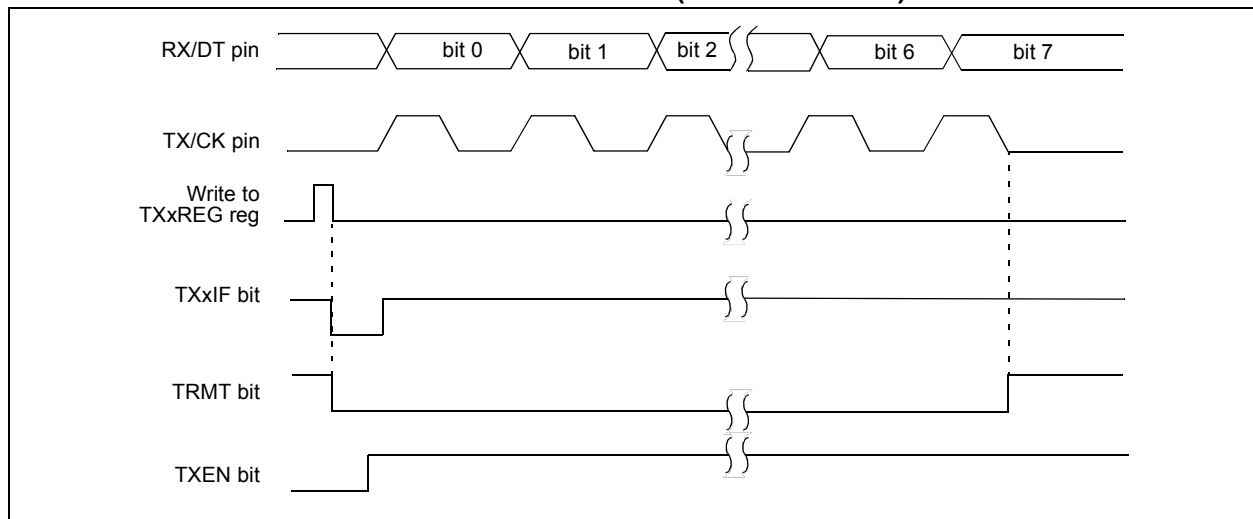 RX/DT pin
bit 0
bit 1
bit 2
bit 6
bit 7
TX/CK pin
Write to
TXxREG reg
TXxIF bit
TRMT bit
TXEN bit